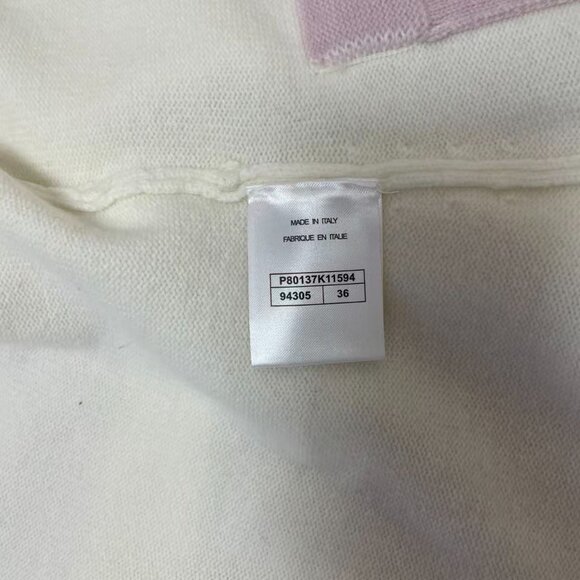 MADE IN ITALY
FABRIQUE EN ITALIE
P80137K11594
94305 36